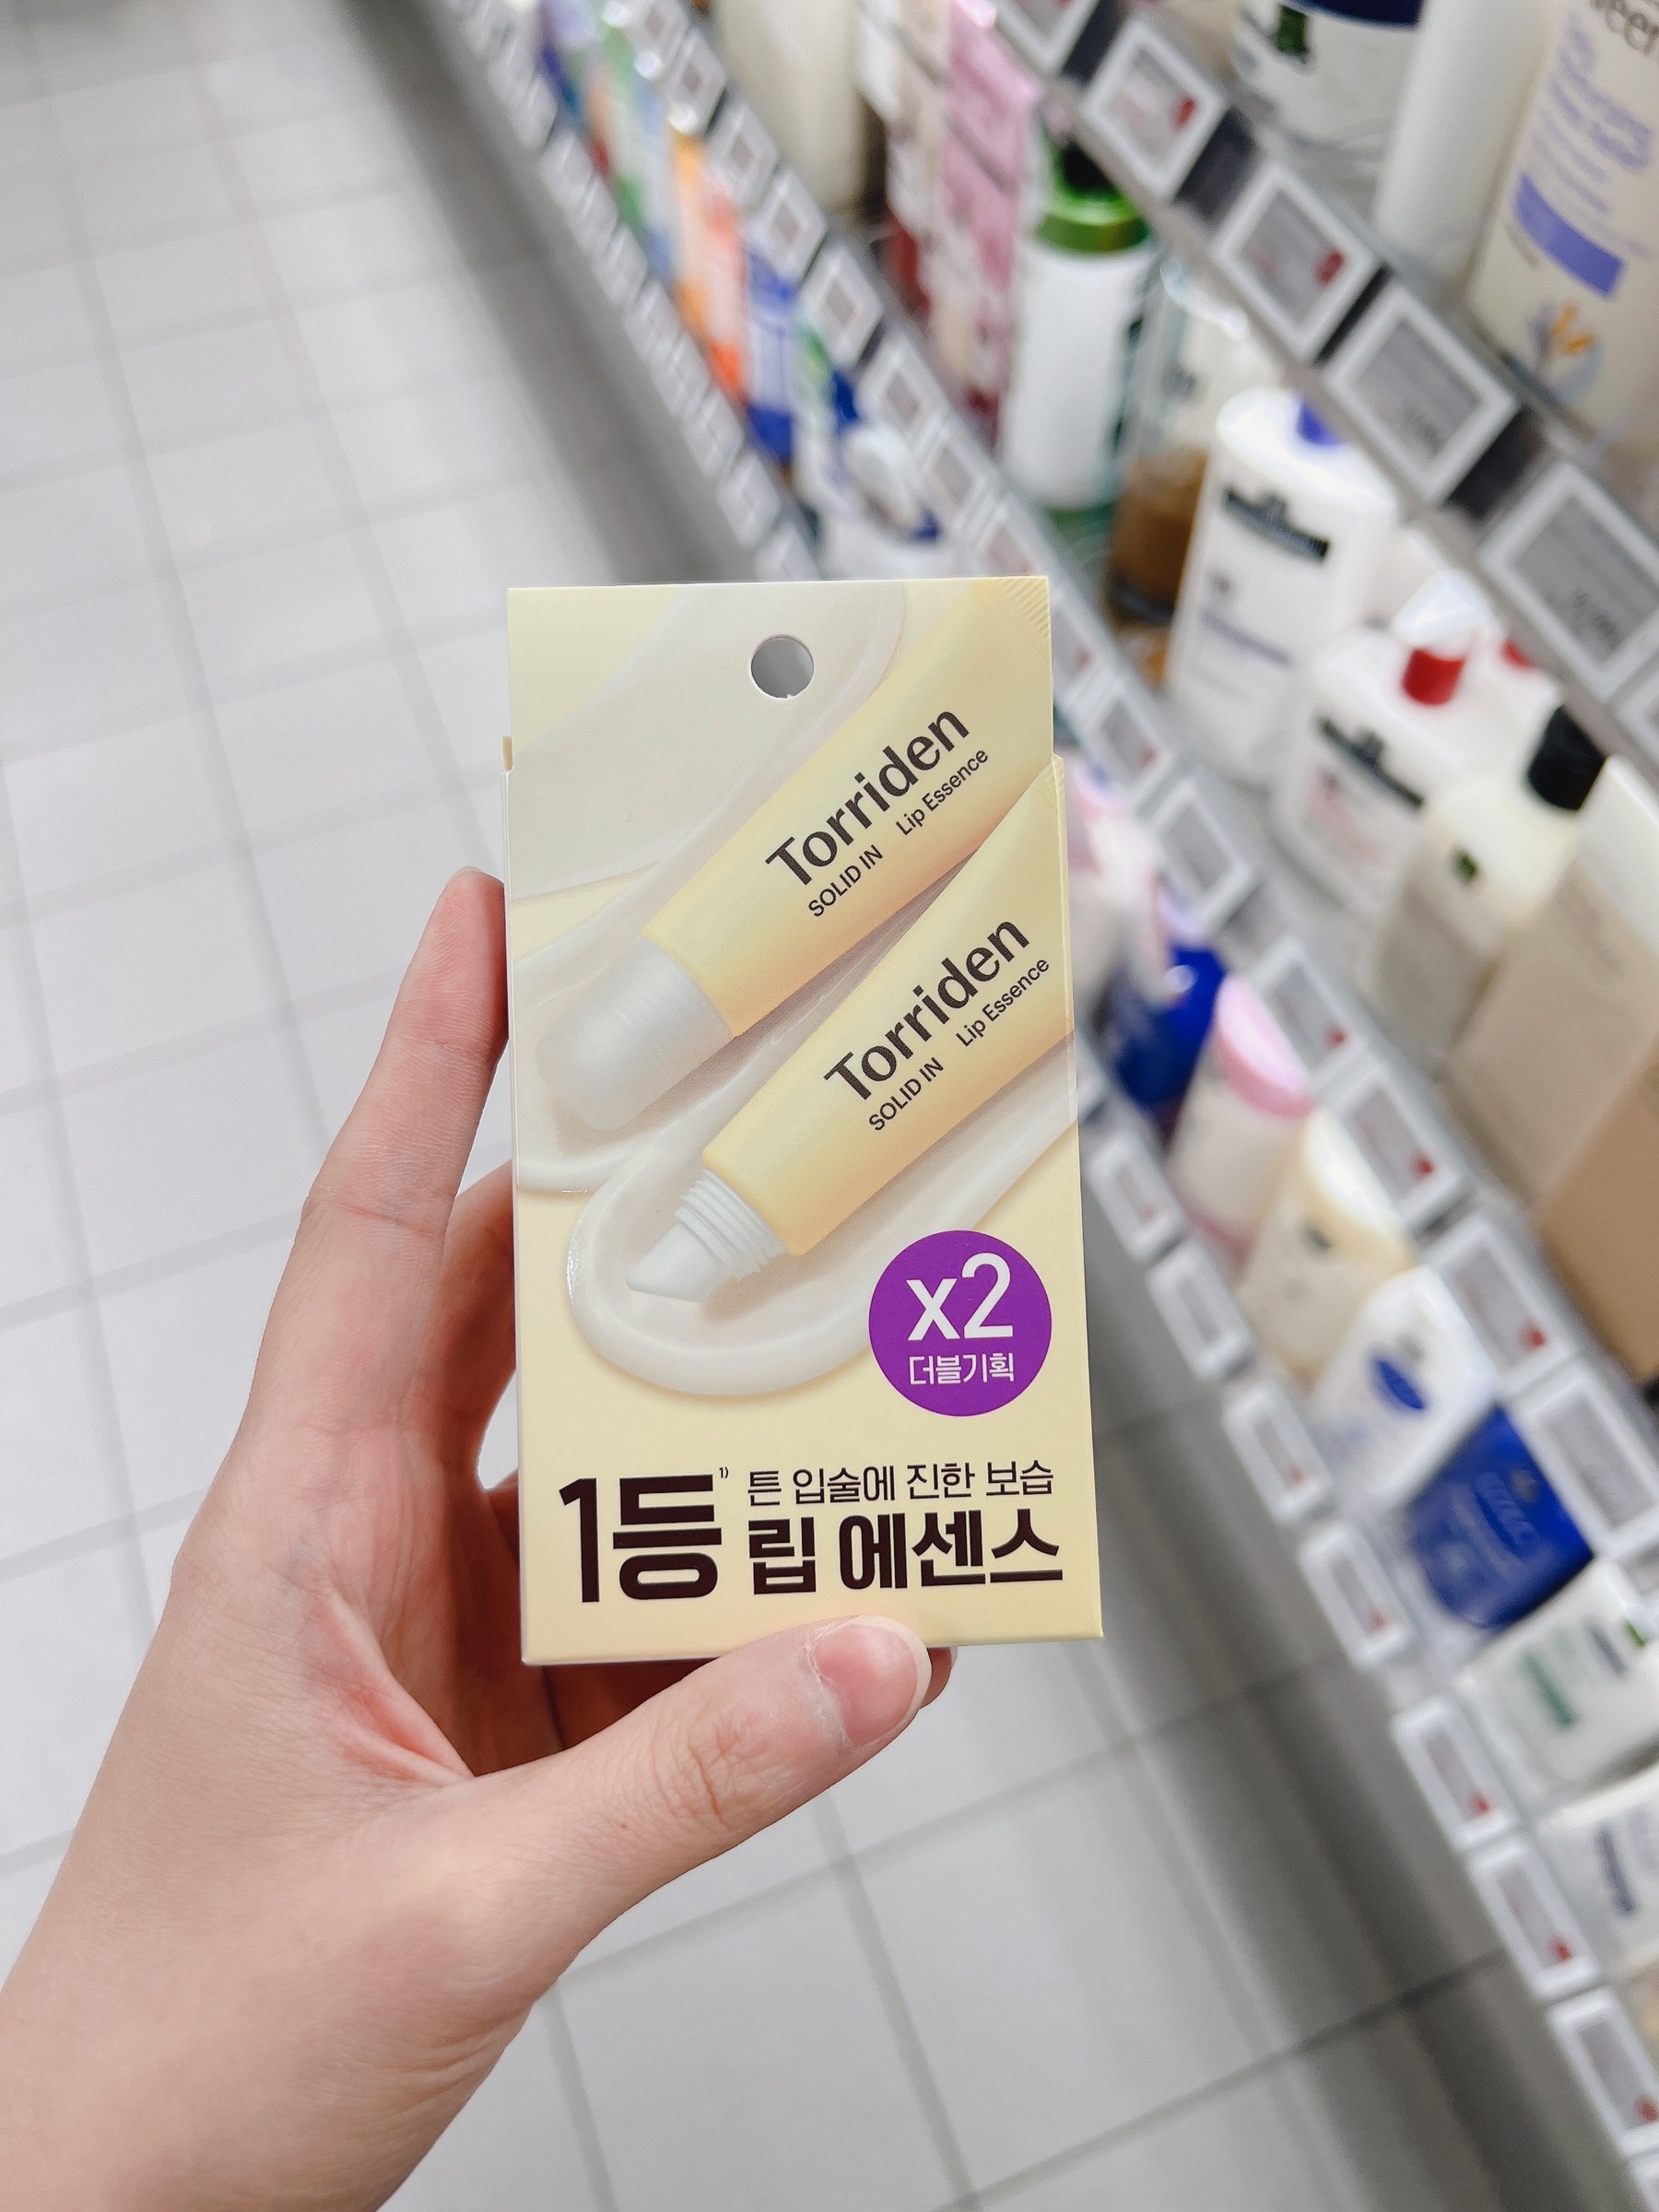 Torriden
SOLID IN Lip Essence
Torriden
SOLID IN Lip Essence
x2
더블기획
1등 1)
튼 입술에 진한 보습
립 에센스